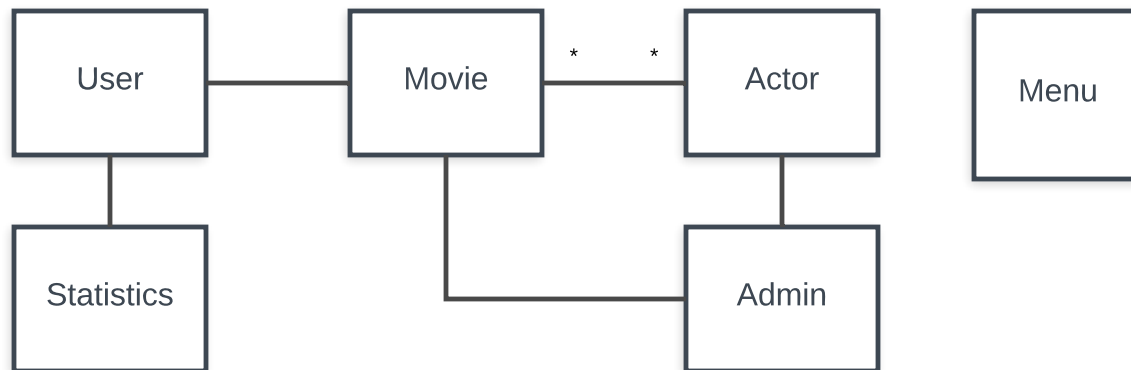 User
Movie
* *
Actor
Menu
Statistics
Admin